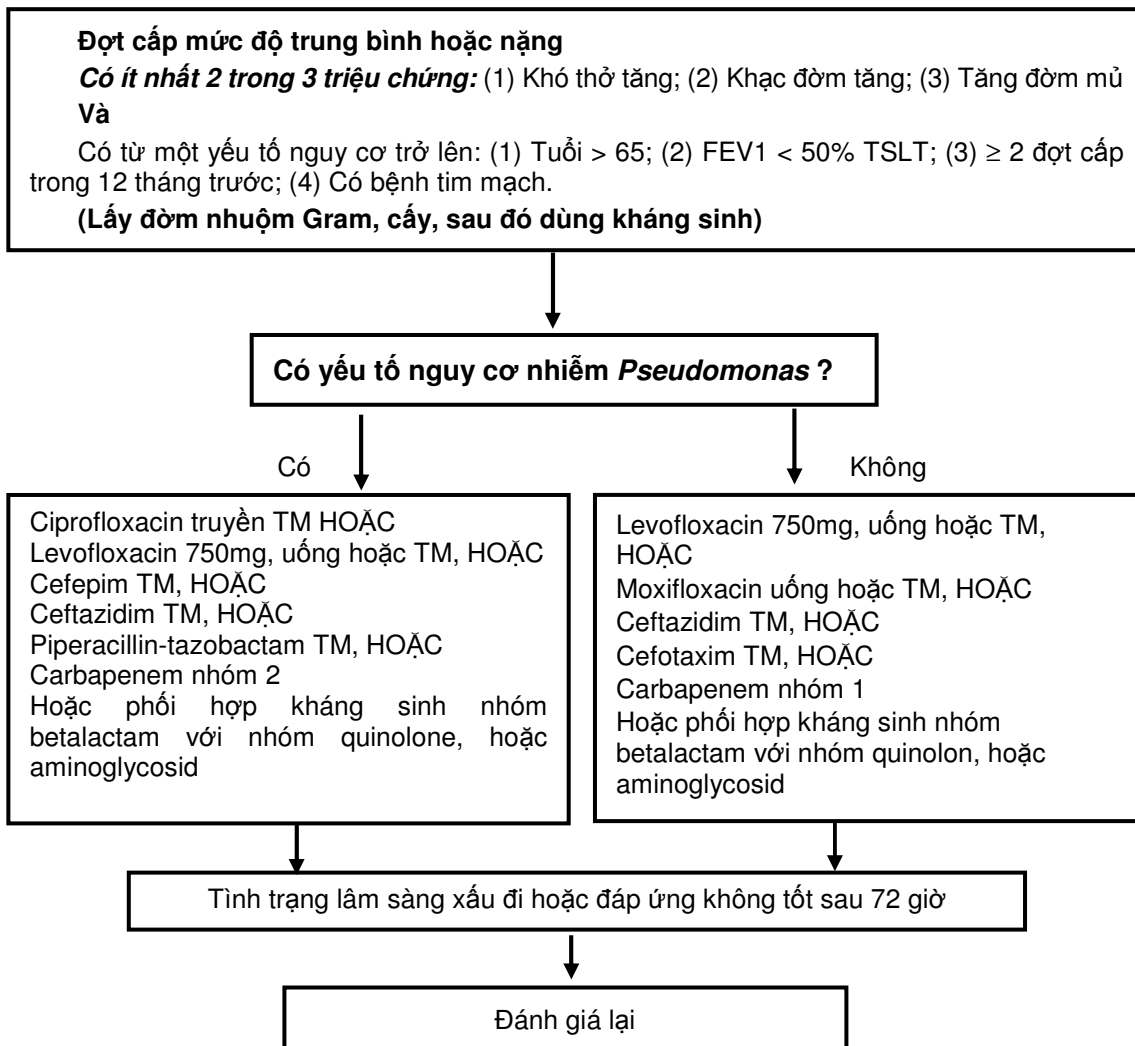 Đợt cấp mức độ trung bình hoặc nặng
Có ít nhất 2 trong 3 triệu chứng: (1) Khó thở tăng; (2) Khạc đờm tăng; (3) Tăng đờm mủ
Và
Có từ một yếu tố nguy cơ trở lên: (1) Tuổi > 65; (2) FEV1 < 50% TSLT; (3) ≥ 2 đợt cấp
trong 12 tháng trước; (4) Có bệnh tim mạch.
(Lấy đờm nhuộm Gram, cấy, sau đó dùng kháng sinh)
Có yếu tố nguy cơ nhiễm Pseudomonas ?
Có
Không
Ciprofloxacin truyền TM HOẶC
Levofloxacin 750mg, uống hoặc TM, HOẶC
Cefepim TM, HOẶC
Ceftazidim TM, HOẶC
Piperacillin-tazobactam TM, HOẶC
Carbapenem nhóm 2
Hoặc phối hợp kháng sinh nhóm
betalactam với nhóm quinolone, hoặc
aminoglycosid
Levofloxacin 750mg, uống hoặc TM,
HOẶC
Moxifloxacin uống hoặc TM, HOẶC
Ceftazidim TM, HOẶC
Cefotaxim TM, HOẶC
Carbapenem nhóm 1
Hoặc phối hợp kháng sinh nhóm
betalactam với nhóm quinolon, hoặc
aminoglycosid
Tình trạng lâm sàng xấu đi hoặc đáp ứng không tốt sau 72 giờ
Đánh giá lại